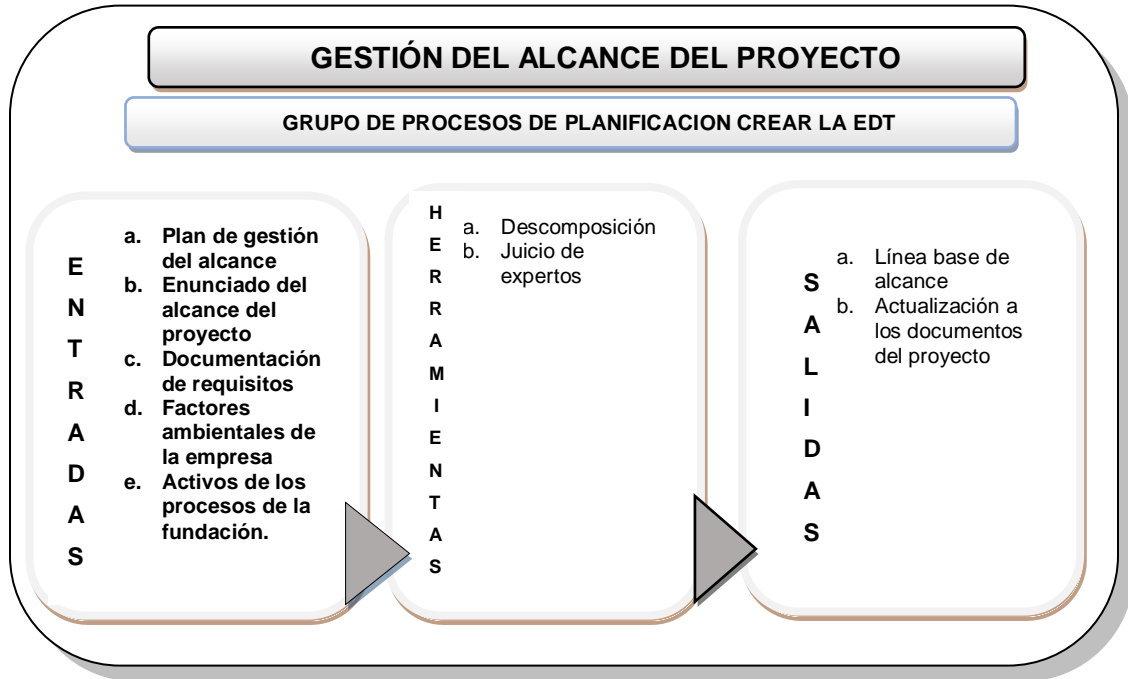 GESTIÓN DEL ALCANCE DEL PROYECTO
GRUPO DE PROCESOS DE PLANIFICACION CREAR LA EDT
ENTRADAS
a. Plan de gestión
del alcance
b. Enunciado del
alcance del
proyecto
c. Documentación
de requisitos
d. Factores
ambientales de
la empresa
e. Activos de los
procesos de la
fundación.
HERRAMIENTAS
a. Descomposición
b. Juicio de
expertos
SALIDAS
a. Línea base de
alcance
b. Actualización a
los documentos
del proyecto